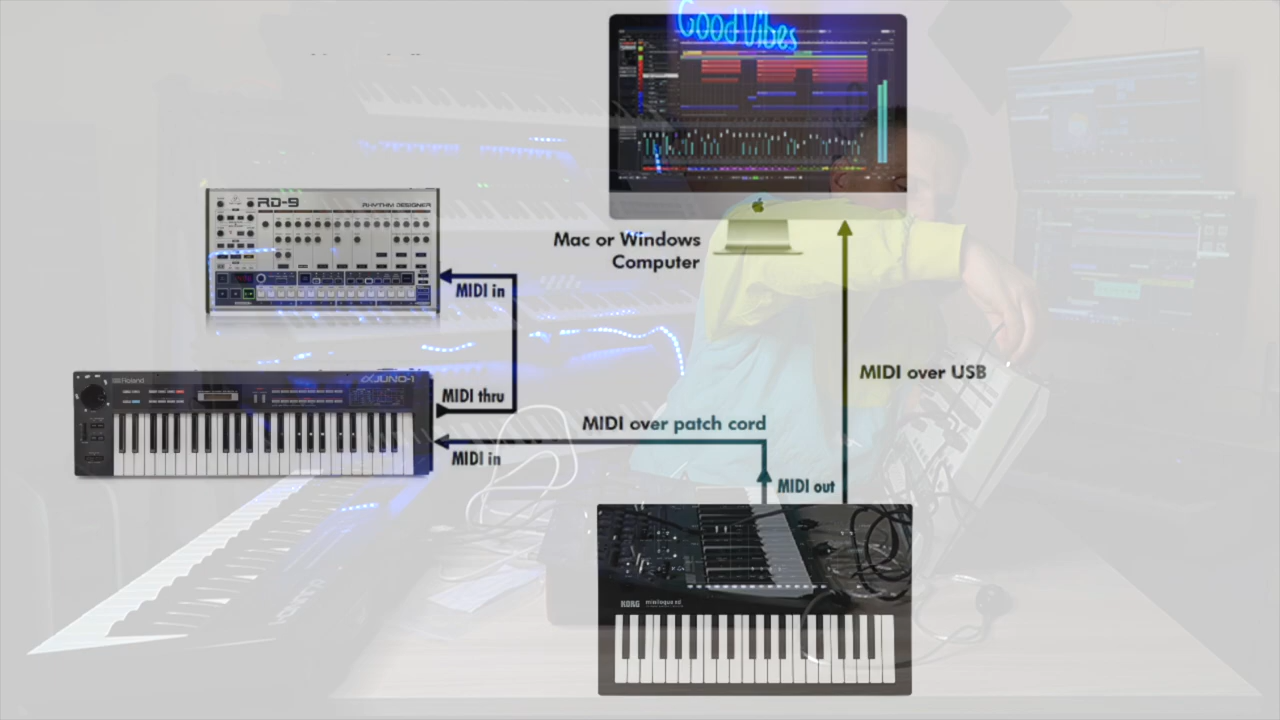 Good Vibes
RD-9
RHYTHM DESIGNER
Mac or Windows
Computer
MIDI in
MIDI over USB
Roland
JUNO-1
MIDI thru
MIDI over patch cord
MIDI in
MIDI out
KORG minilogue xd